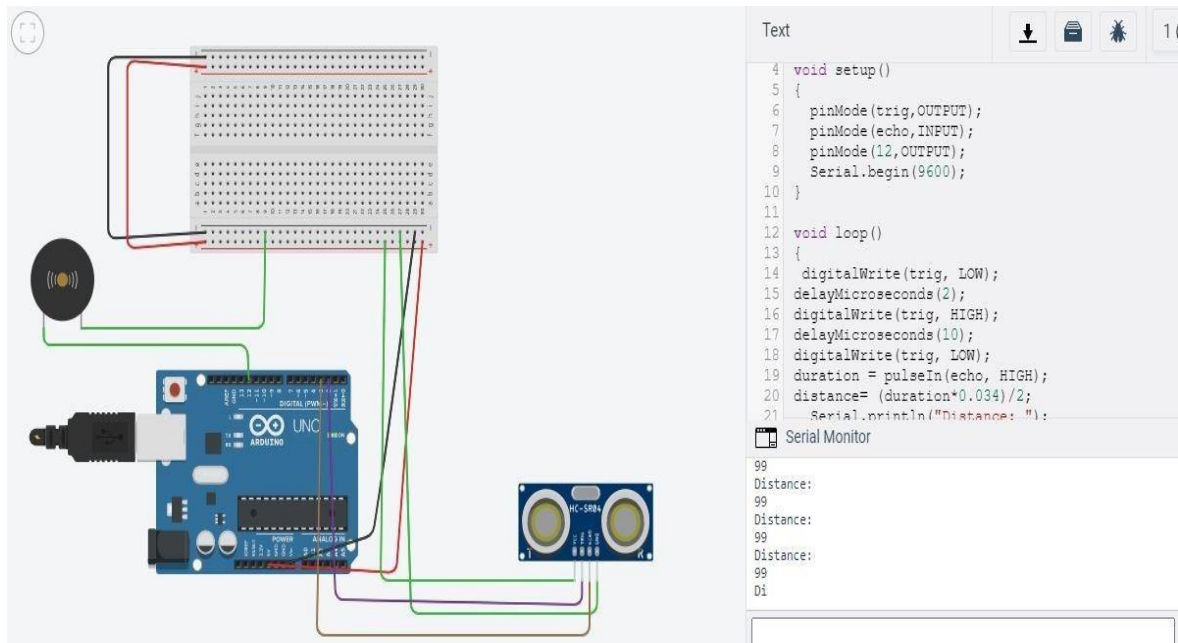 Text
1
4 void setup()
5 {
6 pinMode(trig,OUTPUT);
7 pinMode(echo,INPUT);
8 pinMode(12,OUTPUT);
9 Serial.begin(9600);
10 }
11
12 void loop()
13 {
14 digitalWrite(trig, LOW);
15 delayMicroseconds(2);
16 digitalWrite(trig, HIGH);
17 delayMicroseconds(10);
18 digitalWrite(trig, LOW);
19 duration = pulseIn(echo, HIGH);
20 distance= (duration*0.034)/2;
21 Serial.println("Distance: ");
Serial Monitor
99
Distance:
99
Distance:
99
Distance:
99
Di
DIGITAL (PWM~)
UNO
ARDUINO
POWER
ANALOG IN
HC-SR04
T
R